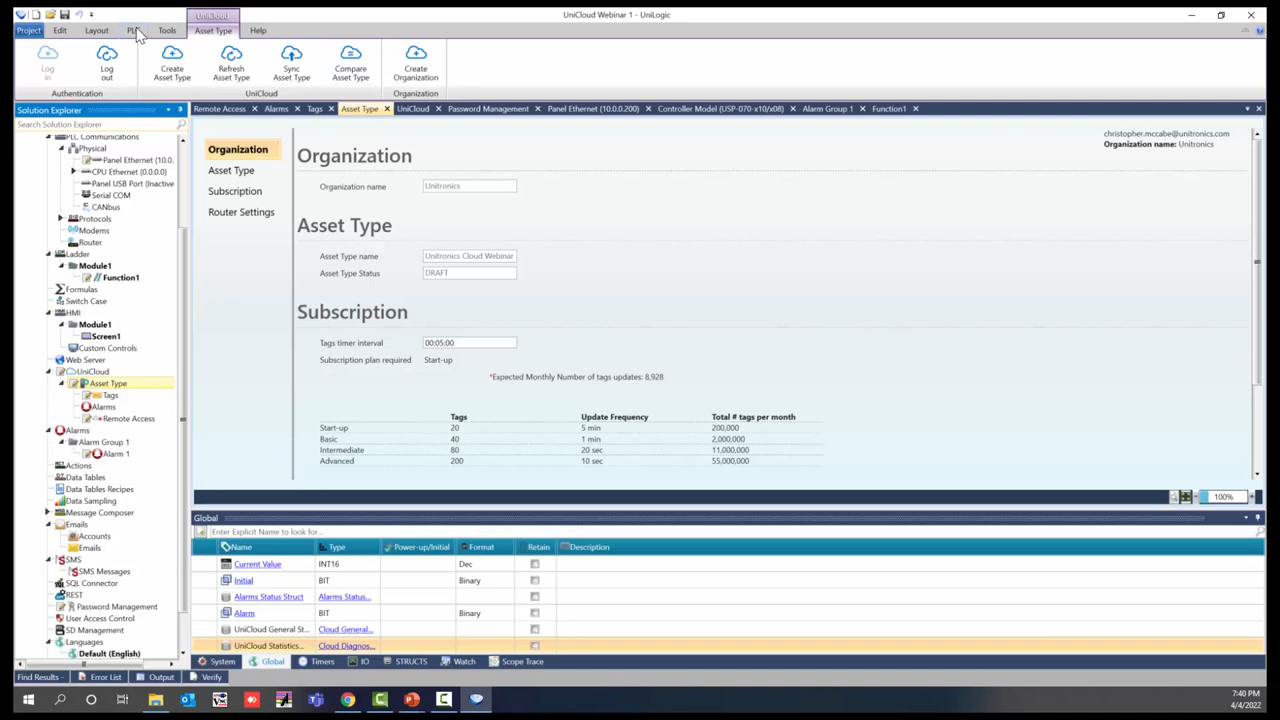 UniCloud
UniCloud Webinar 1 - UniLogic
Project Edit Layout Tools Asset Type Help
Log in
Log out
Create Asset Type
Refresh Asset Type
Sync Asset Type
Compare Asset Type
Create Organization
Authentication
UniCloud
Organization
Solution Explorer
Search Solution Explorer
PLC Communications
Physical
Panel Ethernet (10.0.
CPU Ethernet (0.0.0.0)
Panel USB Port (Inactive
Serial COM
CANbus
Protocols
Modems
Router
Ladder
Module1
Function1
Formulas
Switch Case
HMI
Module1
Screen1
Custom Controls
Web Server
UniCloud
Asset Type
Tags
Alarms
Remote Access
Alarms
Alarm Group 1
Alarm 1
Actions
Data Tables
Data Tables Recipes
Data Sampling
Message Composer
Emails
Accounts
Emails
SMS
SMS Messages
SQL Connector
REST
Password Management
User Access Control
SD Management
Languages
Default (English)
Find Results Error List Output Verify
Remote Access Alarms Tags Asset Type UniCloud Password Management Panel Ethernet (10.0.0.200) Controller Model (USP-070-x10/x08) Alarm Group 1 Function1
christopher.mccabe@unitronics.com
Organization name: Unitronics
Organization
Asset Type
Subscription
Router Settings
Organization
Organization name Unitronics
Asset Type
Asset Type name Unitronics Cloud Webinar
Asset Type Status DRAFT
Subscription
Tags timer interval 00:05:00
Subscription plan required Start-up
*Expected Monthly Number of tags updates: 8,928
Tags Update Frequency Total # tags per month
Start-up 20 5 min 200,000
Basic 40 1 min 2,000,000
Intermediate 80 20 sec 11,000,000
Advanced 200 10 sec 55,000,000
100%
Global
Enter Explicit Name to look for...
Name Type Power-up/Initial Format Retain Description
Current Value INT16 Dec
Initial BIT Binary
Alarms Status Struct Alarms Status...
Alarm BIT Binary
UniCloud General St... Cloud General...
UniCloud Statistics... Cloud Diagnos...
System Global Timers IO STRUCTS Watch Scope Trace
7:40 PM
4/4/2022